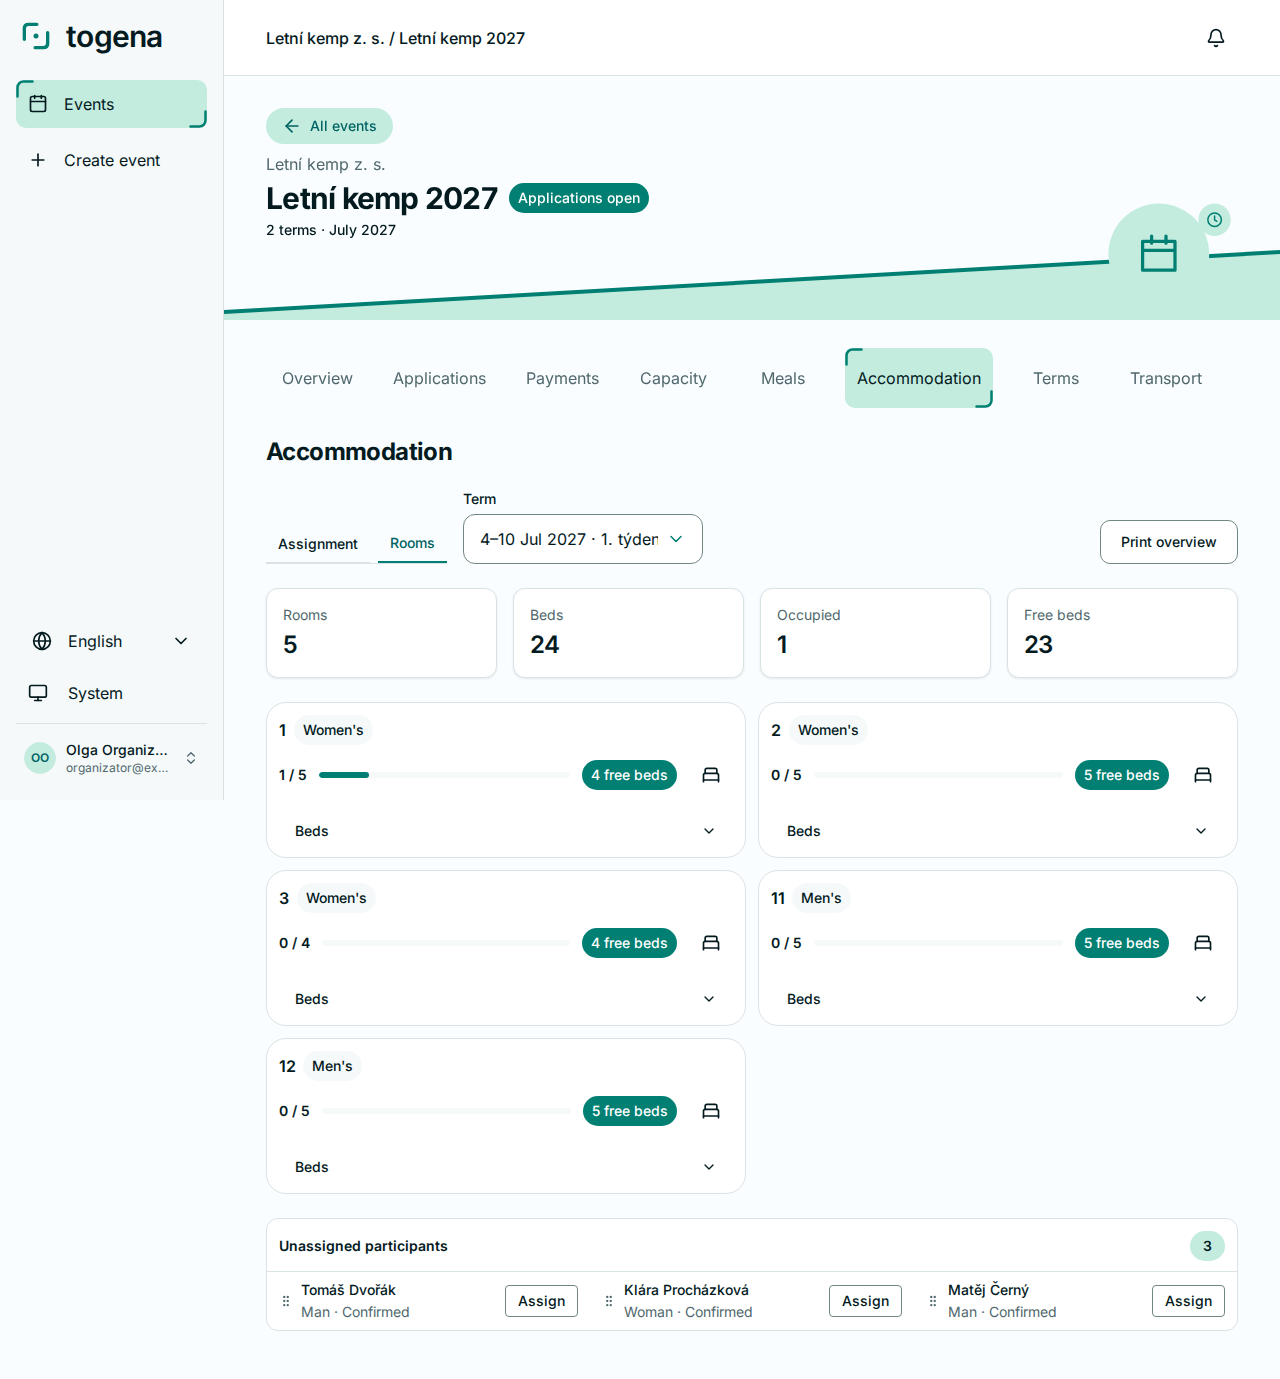 togena
Events
Create event
English
System
OO
Olga Organiz...
organizator@ex...
Letní kemp z. s. / Letní kemp 2027
All events
Letní kemp z. s.
Letní kemp 2027
Applications open
2 terms · July 2027
Overview
Applications
Payments
Capacity
Meals
Accommodation
Terms
Transport
Accommodation
Assignment
Rooms
Term
4–10 Jul 2027 · 1. týden
Print overview
Rooms
5
Beds
24
Occupied
1
Free beds
23
1 Women's
1 / 5
4 free beds
Beds
2 Women's
0 / 5
5 free beds
Beds
3 Women's
0 / 4
4 free beds
Beds
11 Men's
0 / 5
5 free beds
Beds
12 Men's
0 / 5
5 free beds
Beds
Unassigned participants
3
Tomáš Dvořák
Man · Confirmed
Assign
Klára Procházková
Woman · Confirmed
Assign
Matěj Černý
Man · Confirmed
Assign